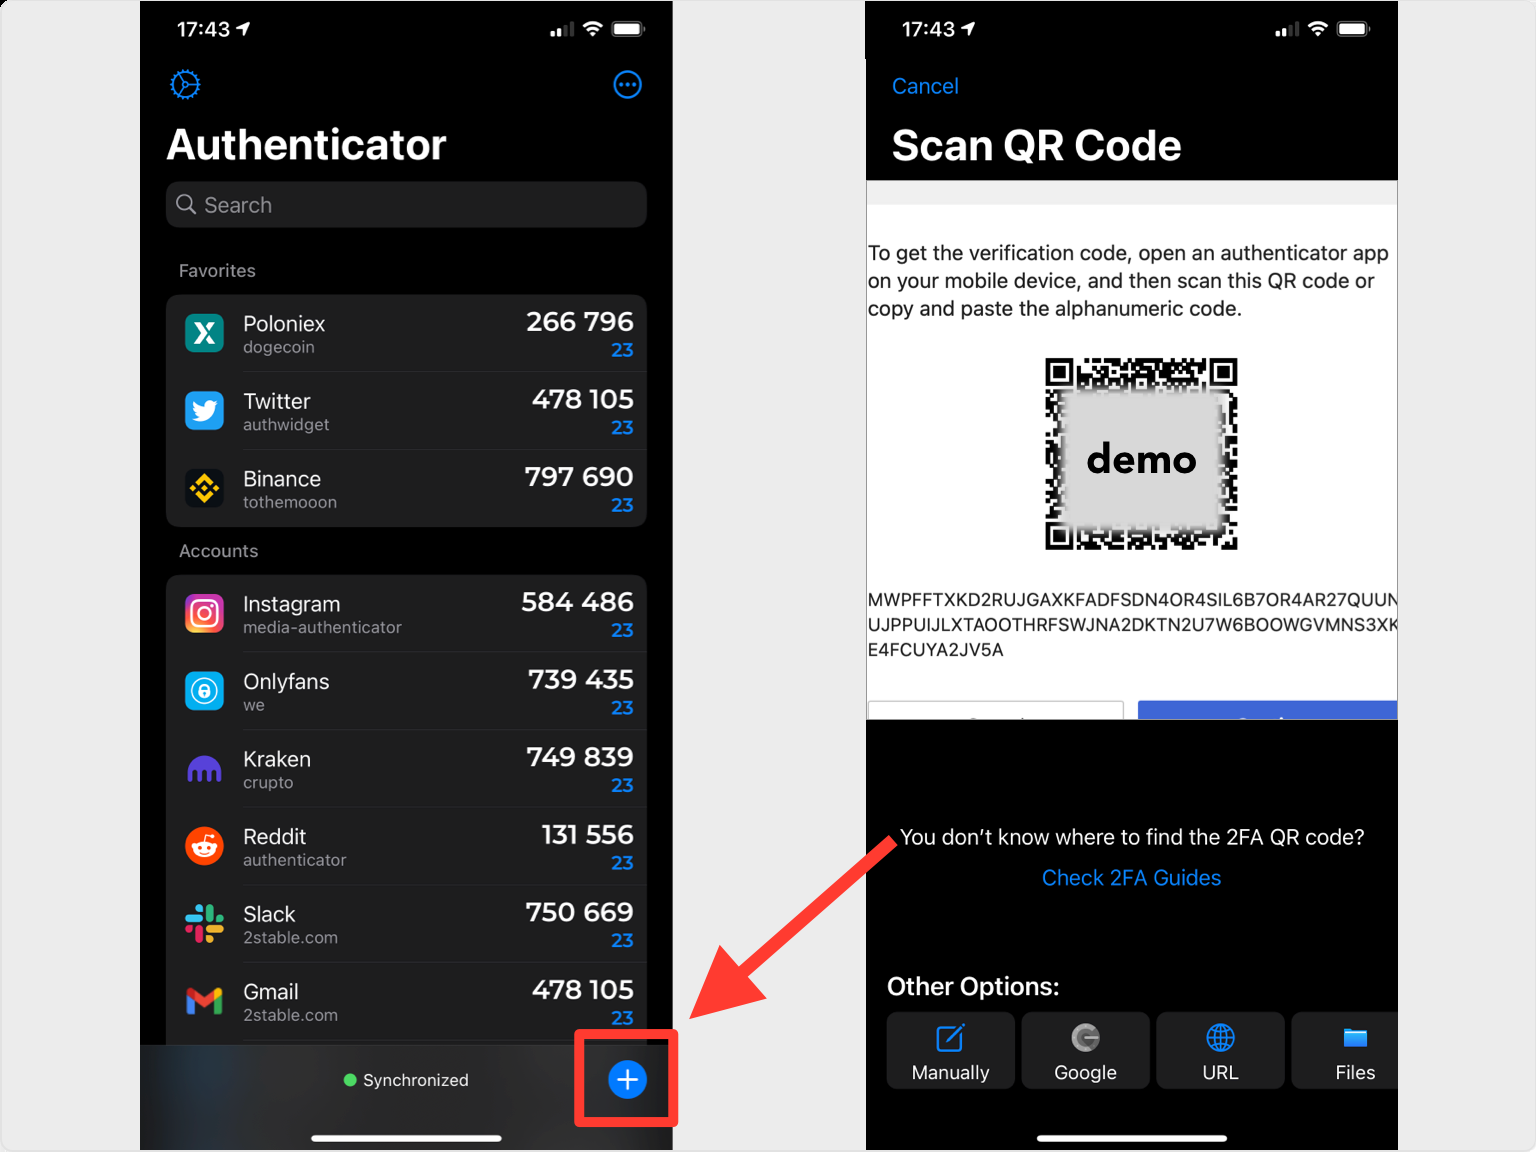 17:43
Authenticator
Search
Favorites
Poloniex
266 796
dogecoin
23
Twitter
478 105
authwidget
23
Binance
797 690
tothemooon
23
Accounts
Instagram
584 486
media-authenticator
23
Onlyfans
739 435
we
23
Kraken
749 839
crupto
23
Reddit
131 556
authenticator
23
Slack
750 669
2stable.com
23
Gmail
478 105
2stable.com
23
Synchronized
17:43
Cancel
Scan QR Code
To get the verification code, open an authenticator app
on your mobile device, and then scan this QR code or
copy and paste the alphanumeric code.
demo
MWPFFTXKD2RUJGAXKFADFSDN4OR4SIL6B7OR4AR27QUUN
UJPPUIJLXTAOOTHRFSWJNA2DKTN2U7W6BOOWGVMNS3XK
E4FCUYA2JV5A
You don't know where to find the 2FA QR code?
Check 2FA Guides
Other Options:
Manually
Google
URL
Files